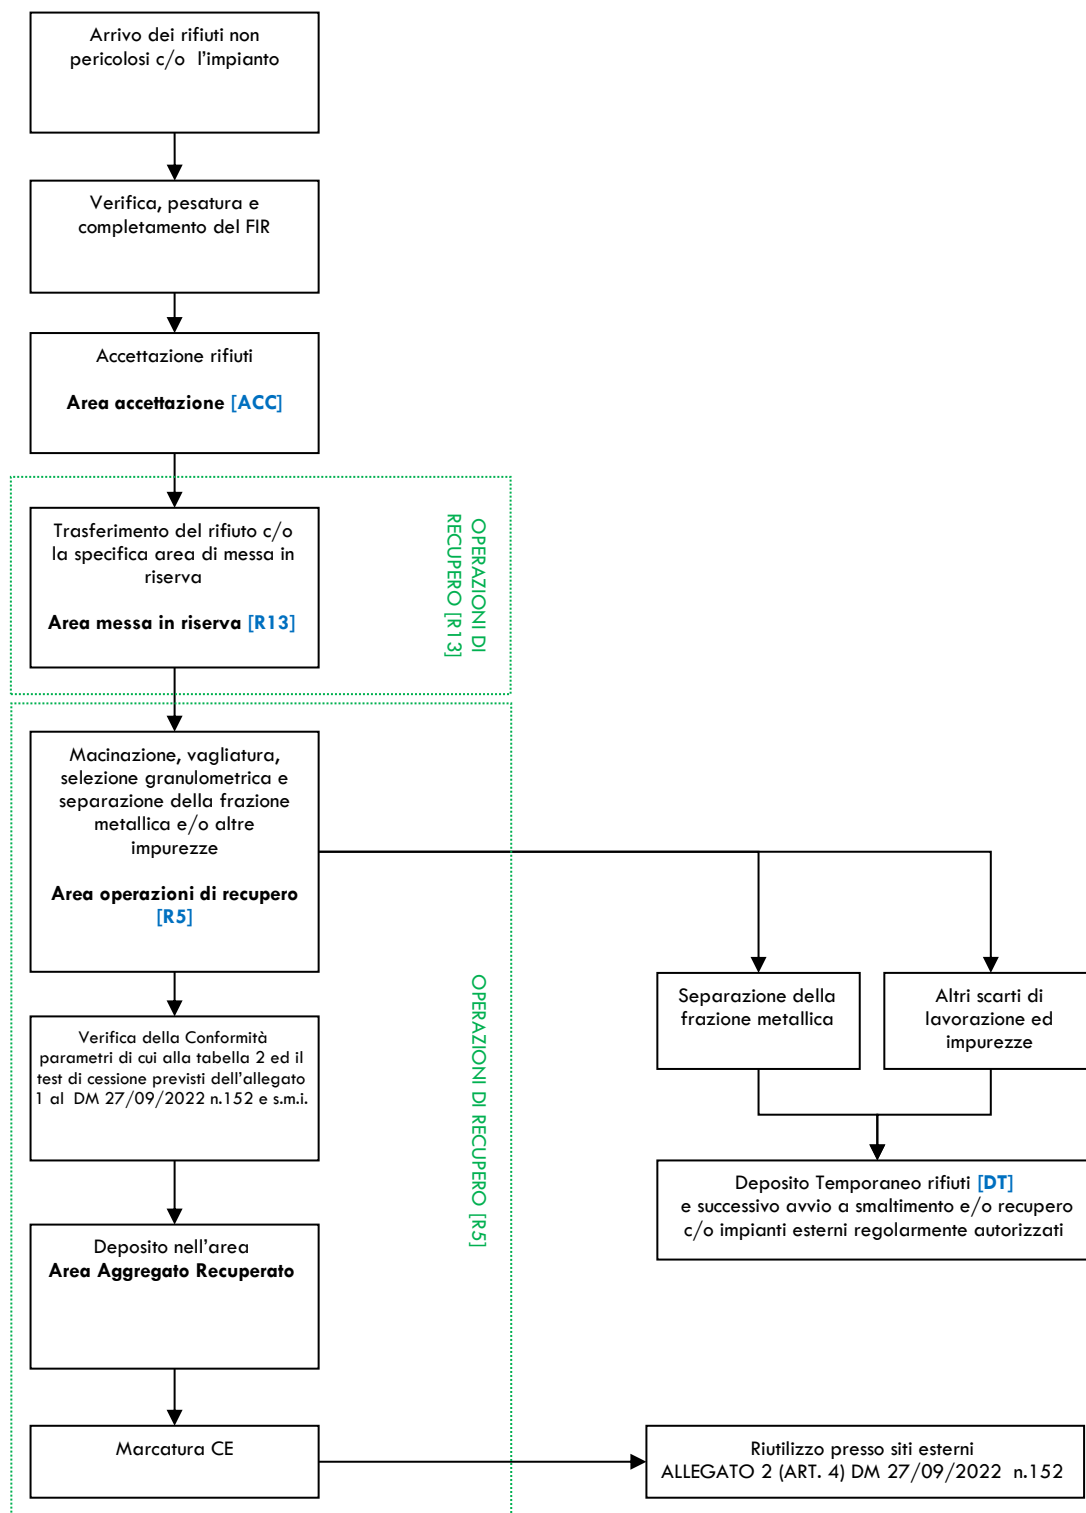 Arrivo dei rifiuti non
pericolosi c/o l'impianto
Verifica, pesatura e
completamento del FIR
Accettazione rifiuti
Area accettazione [ACC]
OPERAZIONI DI
RECUPERO [R13]
Trasferimento del rifiuto c/o
la specifica area di messa in
riserva
Area messa in riserva [R13]
Macinazione, vagliatura,
selezione granulometrica e
separazione della frazione
metallica e/o altre
impurezze
Area operazioni di recupero
[R5]
OPERAZIONI DI RECUPERO [R5]
Separazione della
frazione metallica
Altri scarti di
lavorazione ed
impurezze
Verifica della Conformità
parametri di cui alla tabella 2 ed il
test di cessione previsti dell'allegato
1 al DM 27/09/2022 n.152 e s.m.i.
Deposito Temporaneo rifiuti [DT]
e successivo avvio a smaltimento e/o recupero
c/o impianti esterni regolarmente autorizzati
Deposito nell'area
Area Aggregato Recuperato
Marcatura CE
Riutilizzo presso siti esterni
ALLEGATO 2 (ART. 4) DM 27/09/2022 n.152